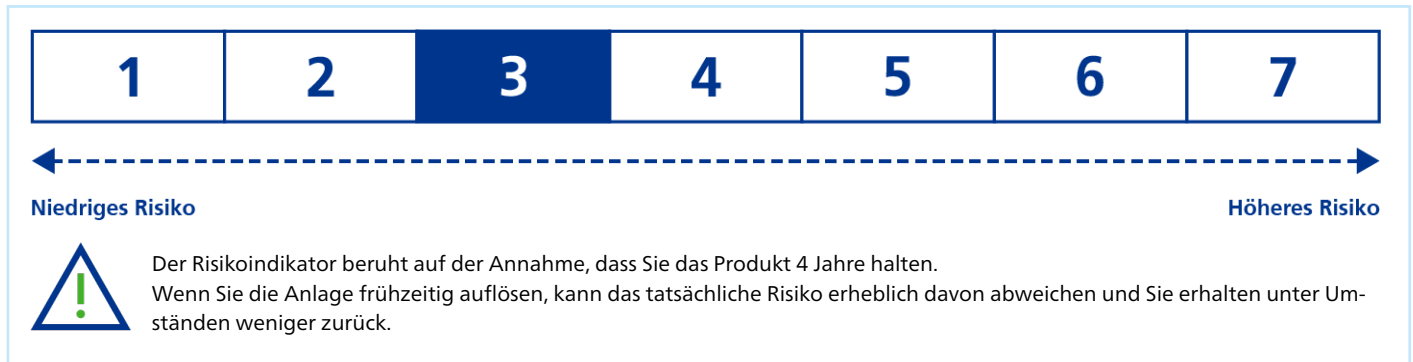 1 2 3 4 5 6 7
Niedriges Risiko Höheres Risiko
Der Risikoindikator beruht auf der Annahme, dass Sie das Produkt 4 Jahre halten.
Wenn Sie die Anlage frühzeitig auflösen, kann das tatsächliche Risiko erheblich davon abweichen und Sie erhalten unter Um-
ständen weniger zurück.